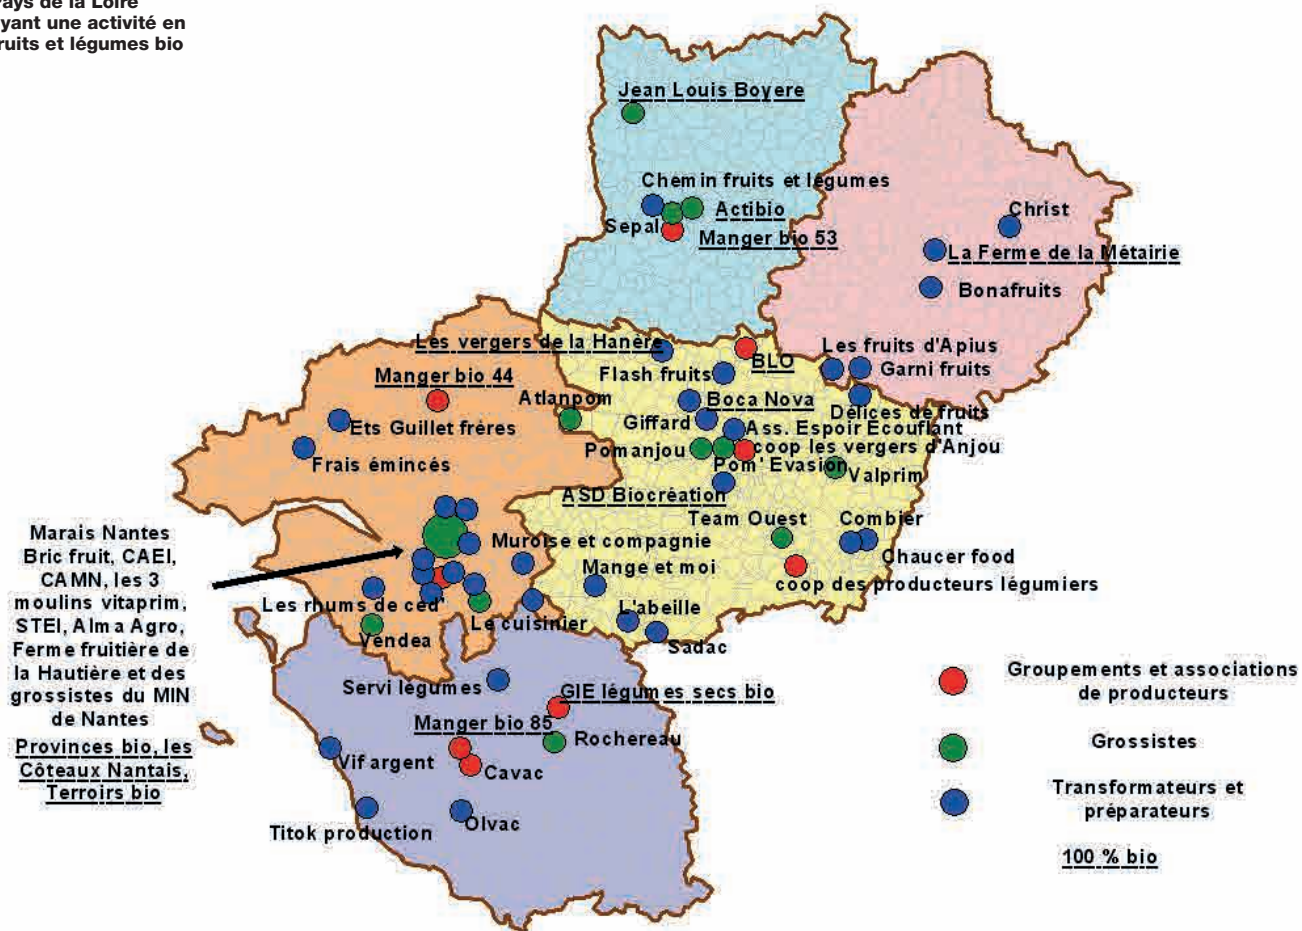 ays de la Loire
yant une activité en
ruits et légumes bio
Jean Louis Boyere
Chemin fruits et légumes
Actibio
Sepal
Manger bio 53
Christ
La Ferme de la Métairie
Bonafruits
Les vergers de la Hanère
BLO
Les fruits d'Apius
Flash fruits
Garni fruits
Manger bio 44
Atlanpom
Boca Nova
Délices de fruits
Ets Guillet frères
Giffard
Ass. Espoir Ecouflant
Pomanjou
coop les vergers d'Anjou
Frais émincés
Pom' Evasion
Valprim
ASD Biocréation
Team Ouest
Combier
Muroise et compagnie
Chaucer food
Mange et moi
coop des producteurs légumiers
Les rhums de céd'
L'abeille
Le cuisinier
Vendea
Sadac
Marais Nantes
Bric fruit, CAEI,
CAMN, les 3
moulins vitaprim,
STEI, Alma Agro,
Ferme fruitière de
la Hautière et des
grossistes du MIN
de Nantes
Provinces bio, les
Côteaux Nantais,
Terroirs bio
Servi légumes
GIE légumes secs bio
Manger bio 85
Rochereau
Vif argent
Cavac
Titok production
Olvac
Groupements et associations
de producteurs
Grossistes
Transformateurs et
préparateurs
100 % bio